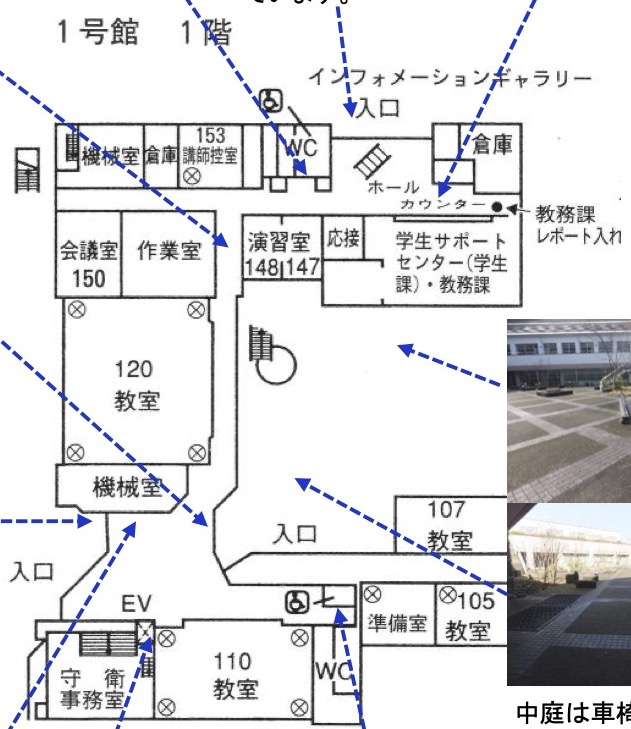 ています。
1号館 1階
インフォメーションギャラリー
入口
機械室
倉庫
153
講師控室
WC
ホール
倉庫
カウンター
教務課
レポート入れ
会議室
150
作業室
演習室
148 147
応接
学生サポート
センター(学生
課)・教務課
120
教室
機械室
入口
107
教室
入口
EV
準備室
105
教室
守 衛
事務室
110
教室
WC
中庭は車椅